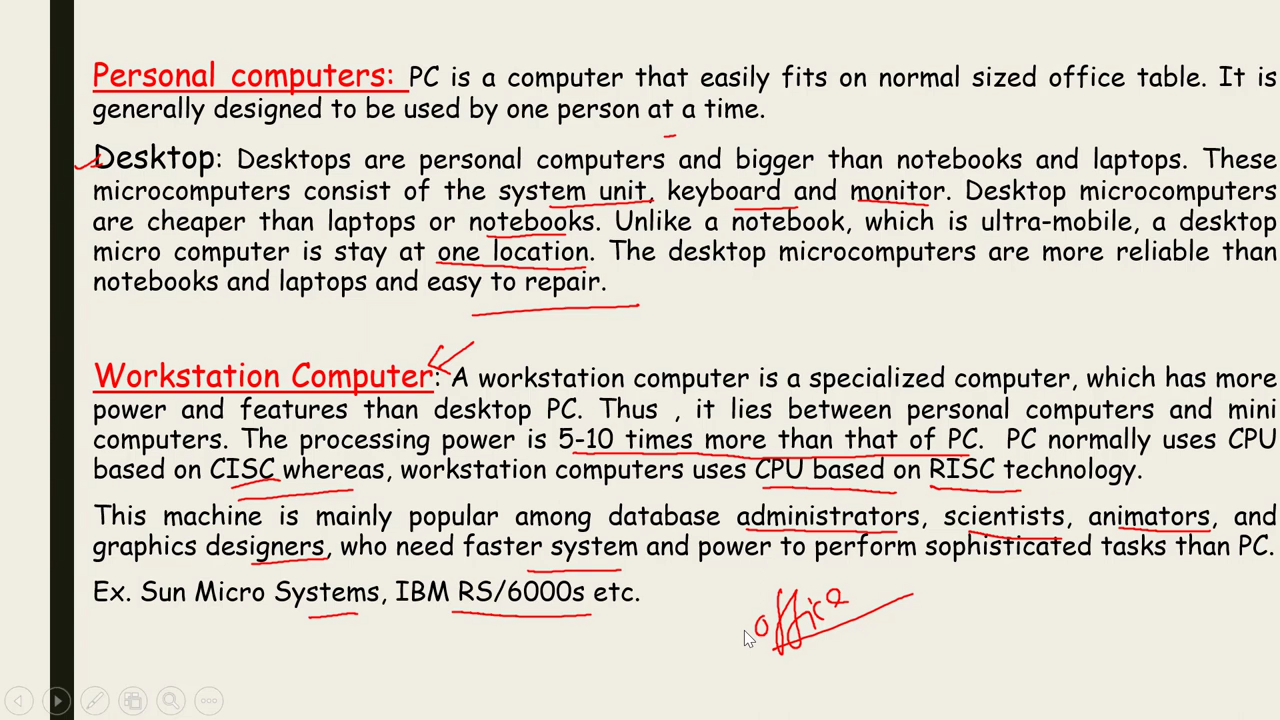 Personal computers: PC is a computer that easily fits on normal sized office table. It is
generally designed to be used by one person at a time.
Desktop: Desktops are personal computers and bigger than notebooks and laptops. These
microcomputers consist of the system unit, keyboard and monitor. Desktop microcomputers
are cheaper than laptops or notebooks. Unlike a notebook, which is ultra-mobile, a desktop
micro computer is stay at one location. The desktop microcomputers are more reliable than
notebooks and laptops and easy to repair.
Workstation Computer: A workstation computer is a specialized computer, which has more
power and features than desktop PC. Thus , it lies between personal computers and mini
computers. The processing power is 5-10 times more than that of PC. PC normally uses CPU
based on CISC whereas, workstation computers uses CPU based on RISC technology.
This machine is mainly popular among database administrators, scientists, animators, and
graphics designers, who need faster system and power to perform sophisticated tasks than PC.
Ex. Sun Micro Systems, IBM RS/6000s etc.
office